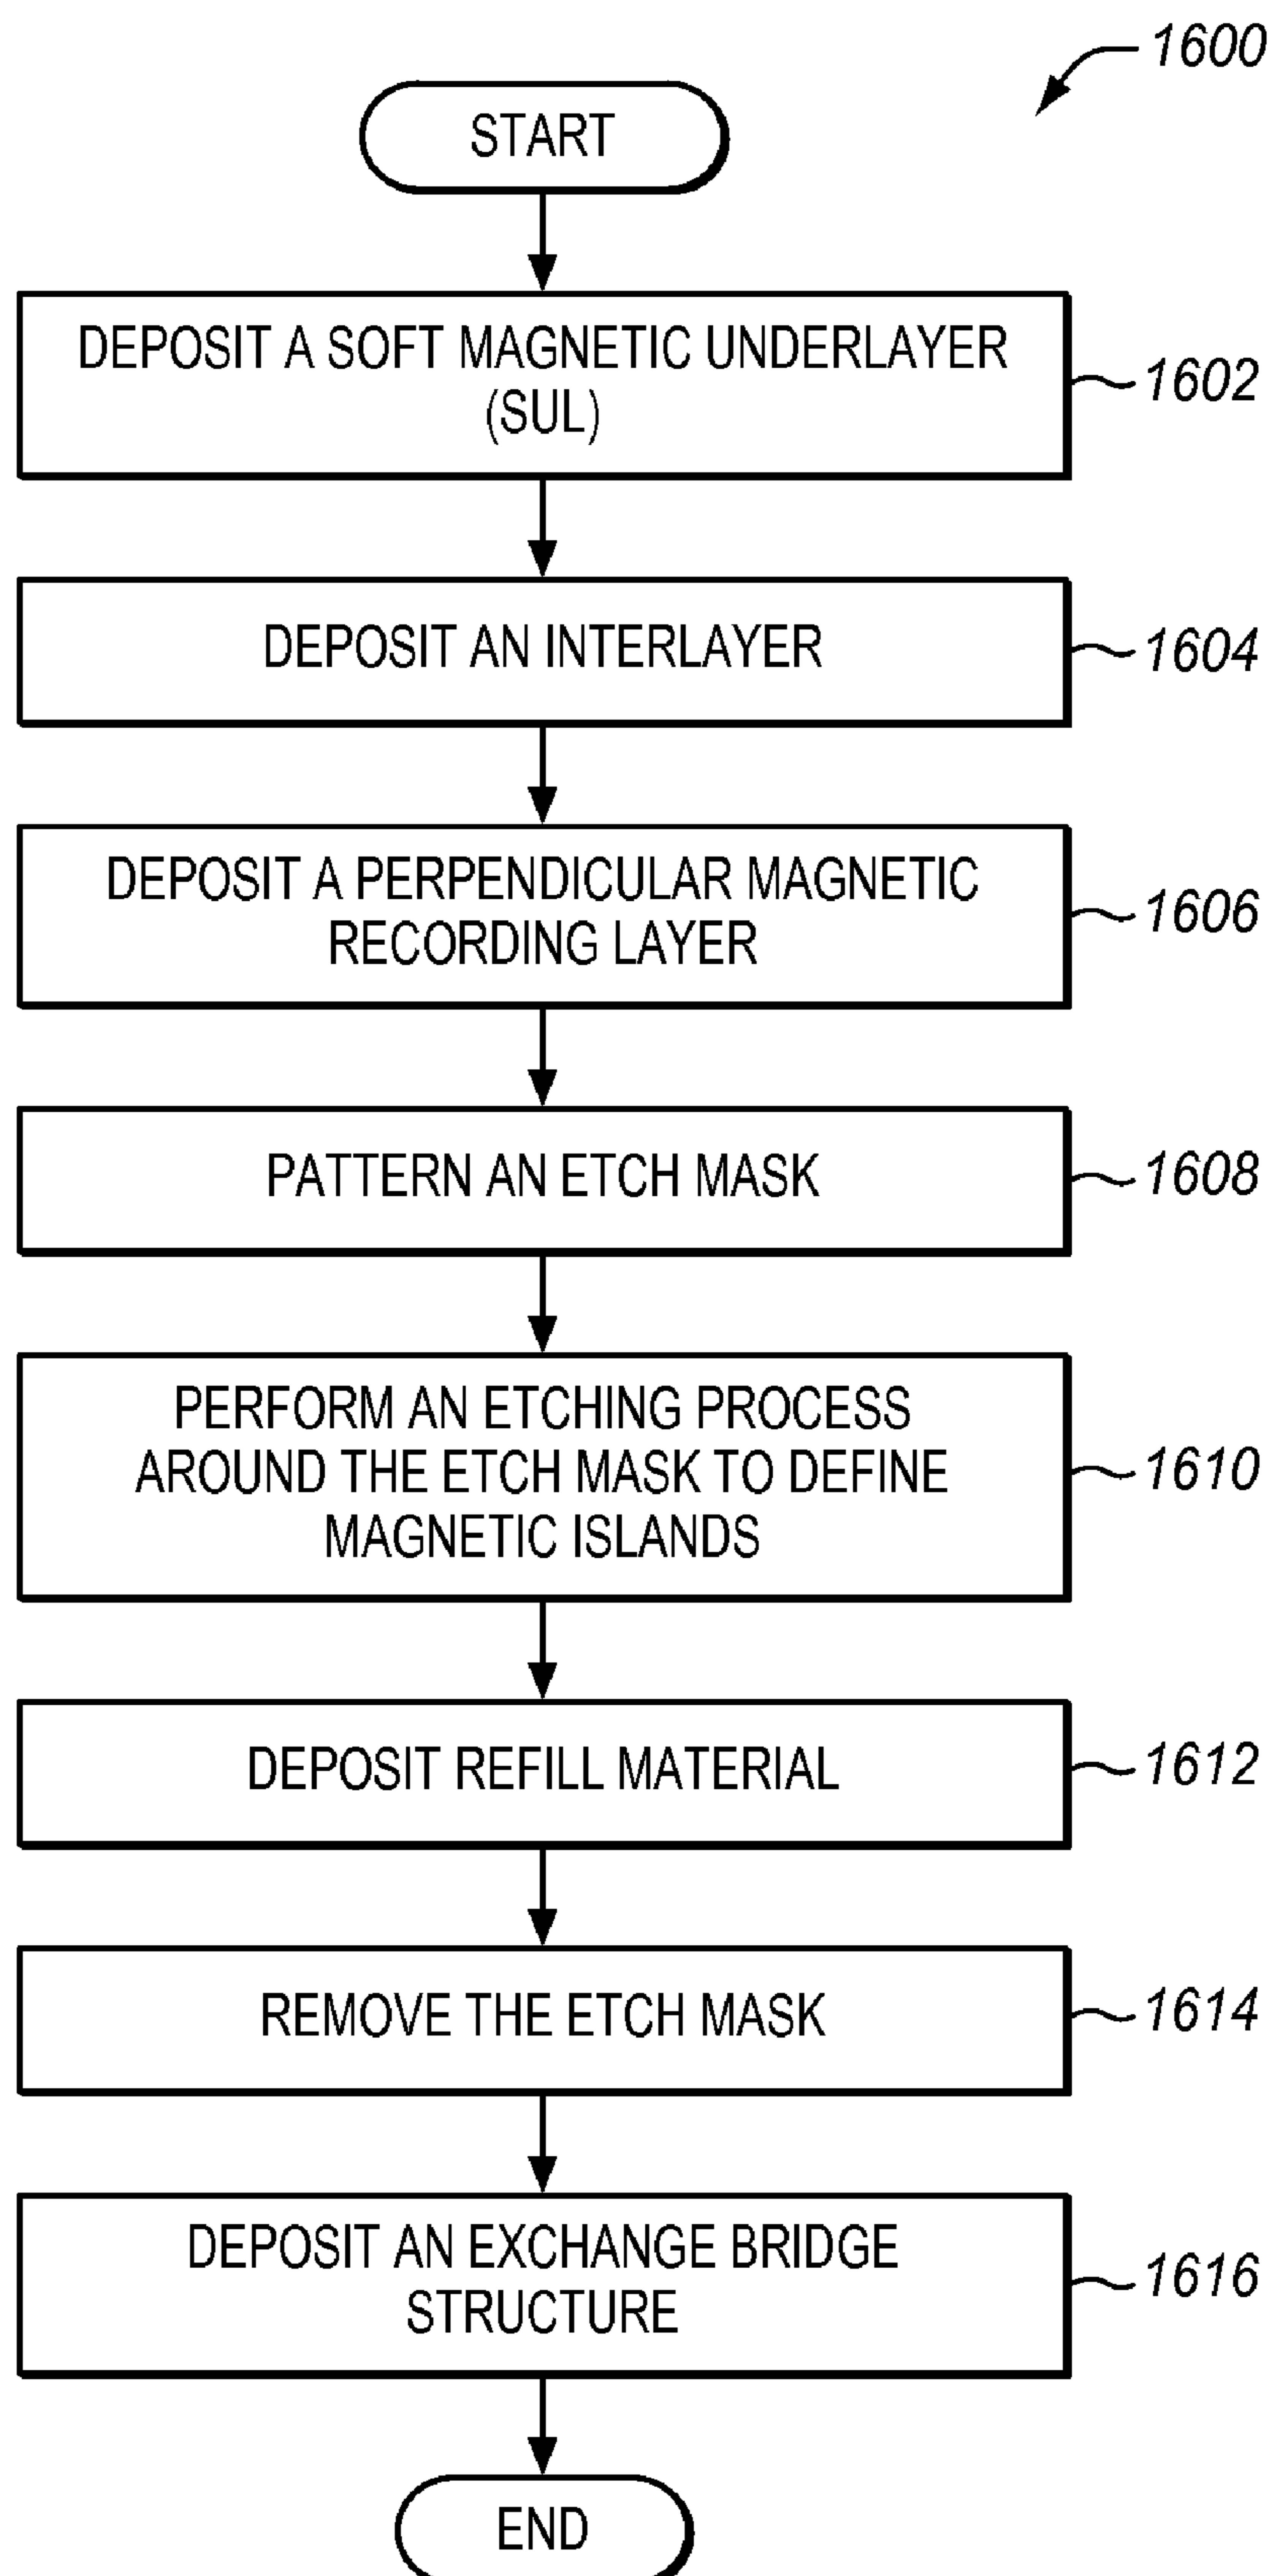 1600
START
DEPOSIT A SOFT MAGNETIC UNDERLAYER
(SUL)
1602
DEPOSIT AN INTERLAYER
1604
DEPOSIT A PERPENDICULAR MAGNETIC
RECORDING LAYER
1606
PATTERN AN ETCH MASK
1608
PERFORM AN ETCHING PROCESS
AROUND THE ETCH MASK TO DEFINE
MAGNETIC ISLANDS
1610
DEPOSIT REFILL MATERIAL
1612
REMOVE THE ETCH MASK
1614
DEPOSIT AN EXCHANGE BRIDGE
STRUCTURE
1616
END